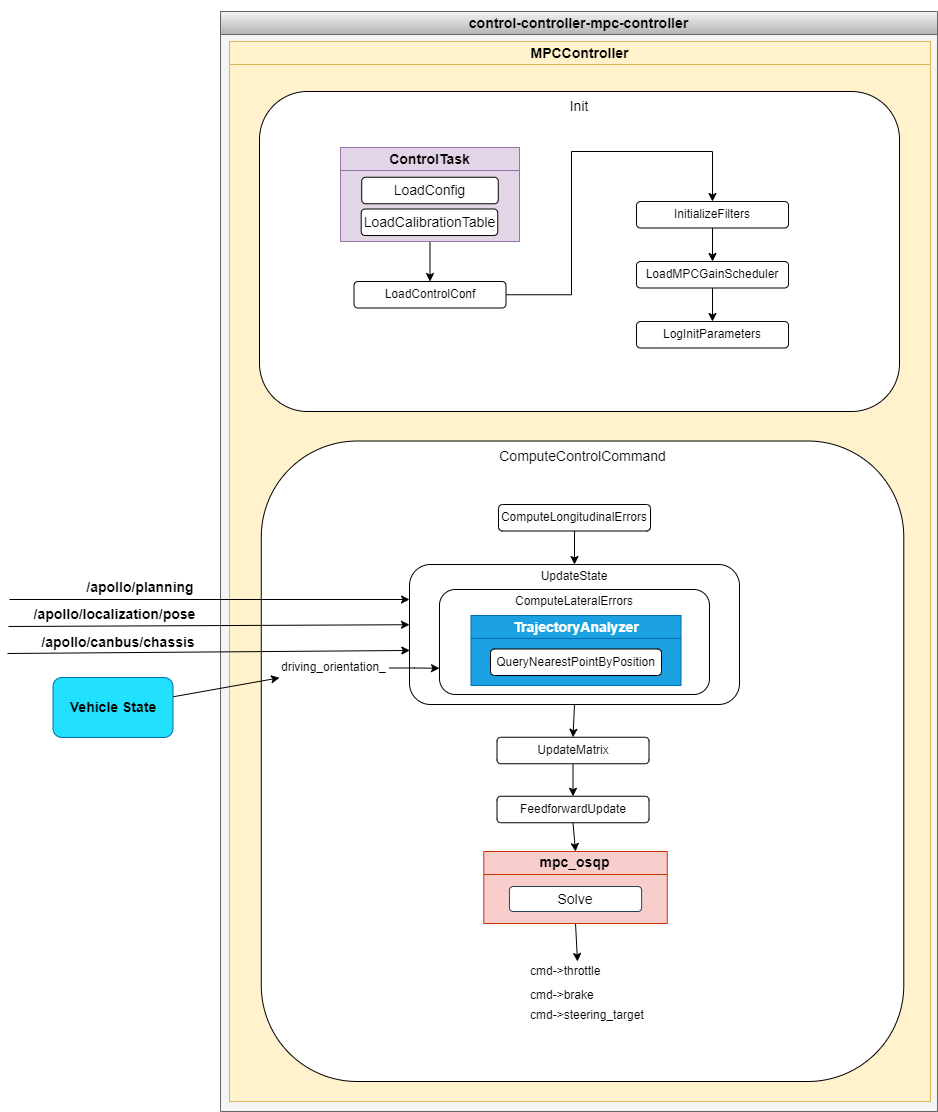 control-controller-mpc-controller
MPCController
Init
ControlTask
LoadConfig
LoadCalibrationTable
LoadControlConf
InitializeFilters
LoadMPCGainScheduler
LogInitParameters
ComputeControlCommand
ComputeLongitudinalErrors
UpdateState
ComputeLateralErrors
TrajectoryAnalyzer
QueryNearestPointByPosition
/apollo/planning
/apollo/localization/pose
/apollo/canbus/chassis
driving_orientation_
Vehicle State
UpdateMatrix
FeedforwardUpdate
mpc_osqp
Solve
cmd->throttle
cmd->brake
cmd->steering_target